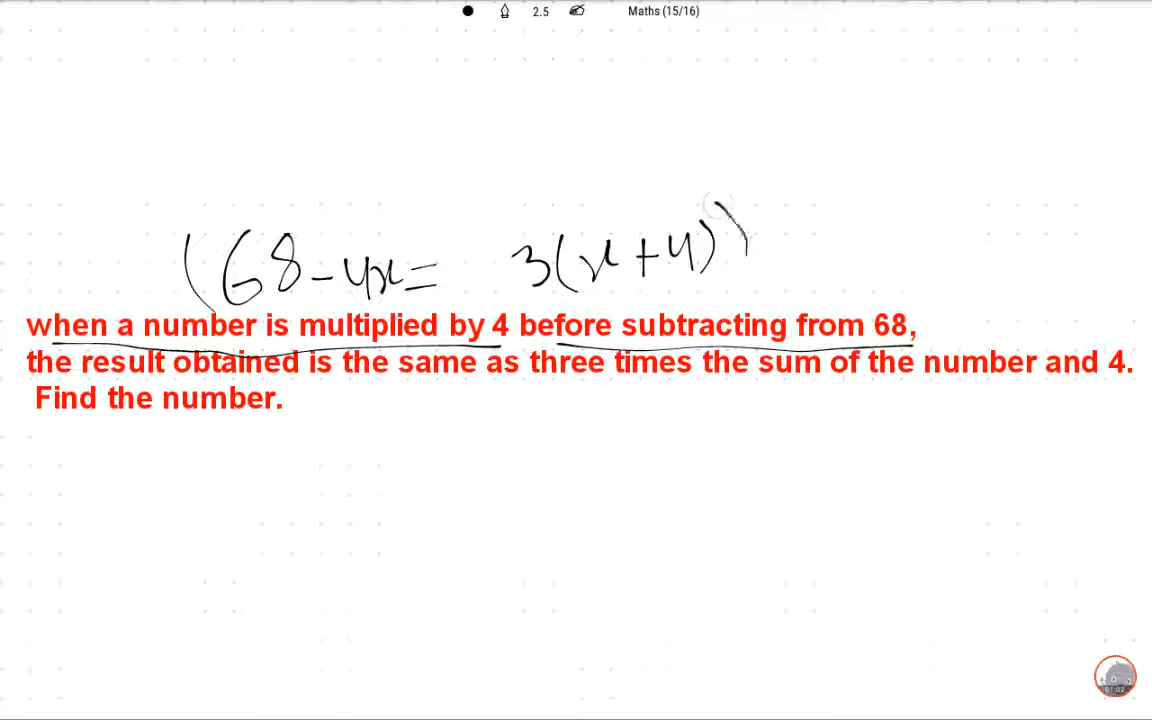 2.5 Maths (15/16)
(68-4x= 3(x+4))
when a number is multiplied by 4 before subtracting from 68,
the result obtained is the same as three times the sum of the number and 4.
Find the number.
01:02